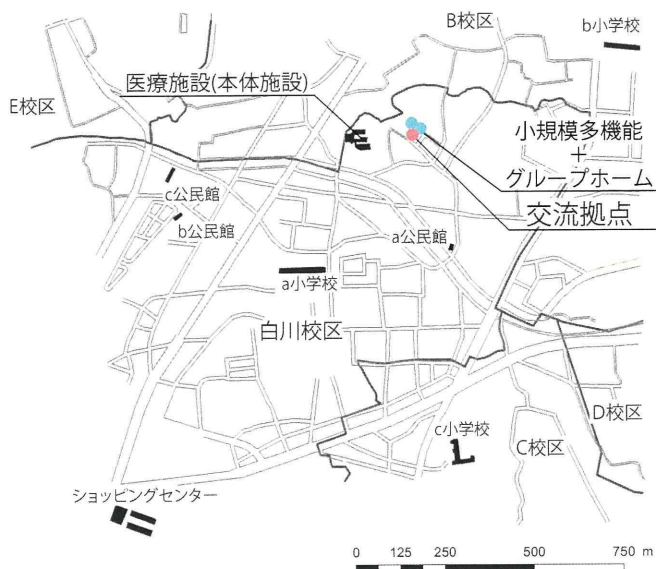 B校区
b小学校
医療施設(本体施設)
E校区
小規模多機能
+
グループホーム
交流拠点
c公民館
b公民館
a公民館
a小学校
白川校区
c小学校
D校区
C校区
ショッピングセンター
0 125 250 500 750 m